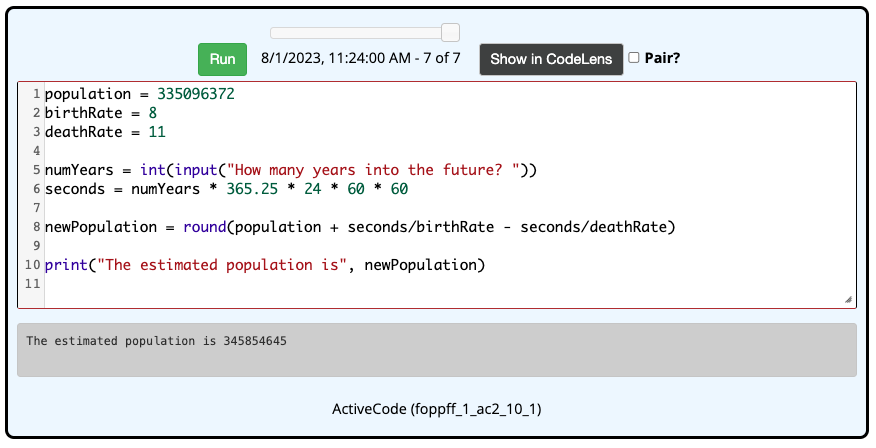 Run 8/1/2023, 11:24:00 AM - 7 of 7 Show in CodeLens Pair?
1 population = 335096372
2 birthRate = 8
3 deathRate = 11
4
5 numYears = int(input("How many years into the future? "))
6 seconds = numYears * 365.25 * 24 * 60 * 60
7
8 newPopulation = round(population + seconds/birthRate - seconds/deathRate)
9
10 print("The estimated population is", newPopulation)
11
The estimated population is 345854645
ActiveCode (foppff_1_ac2_10_1)